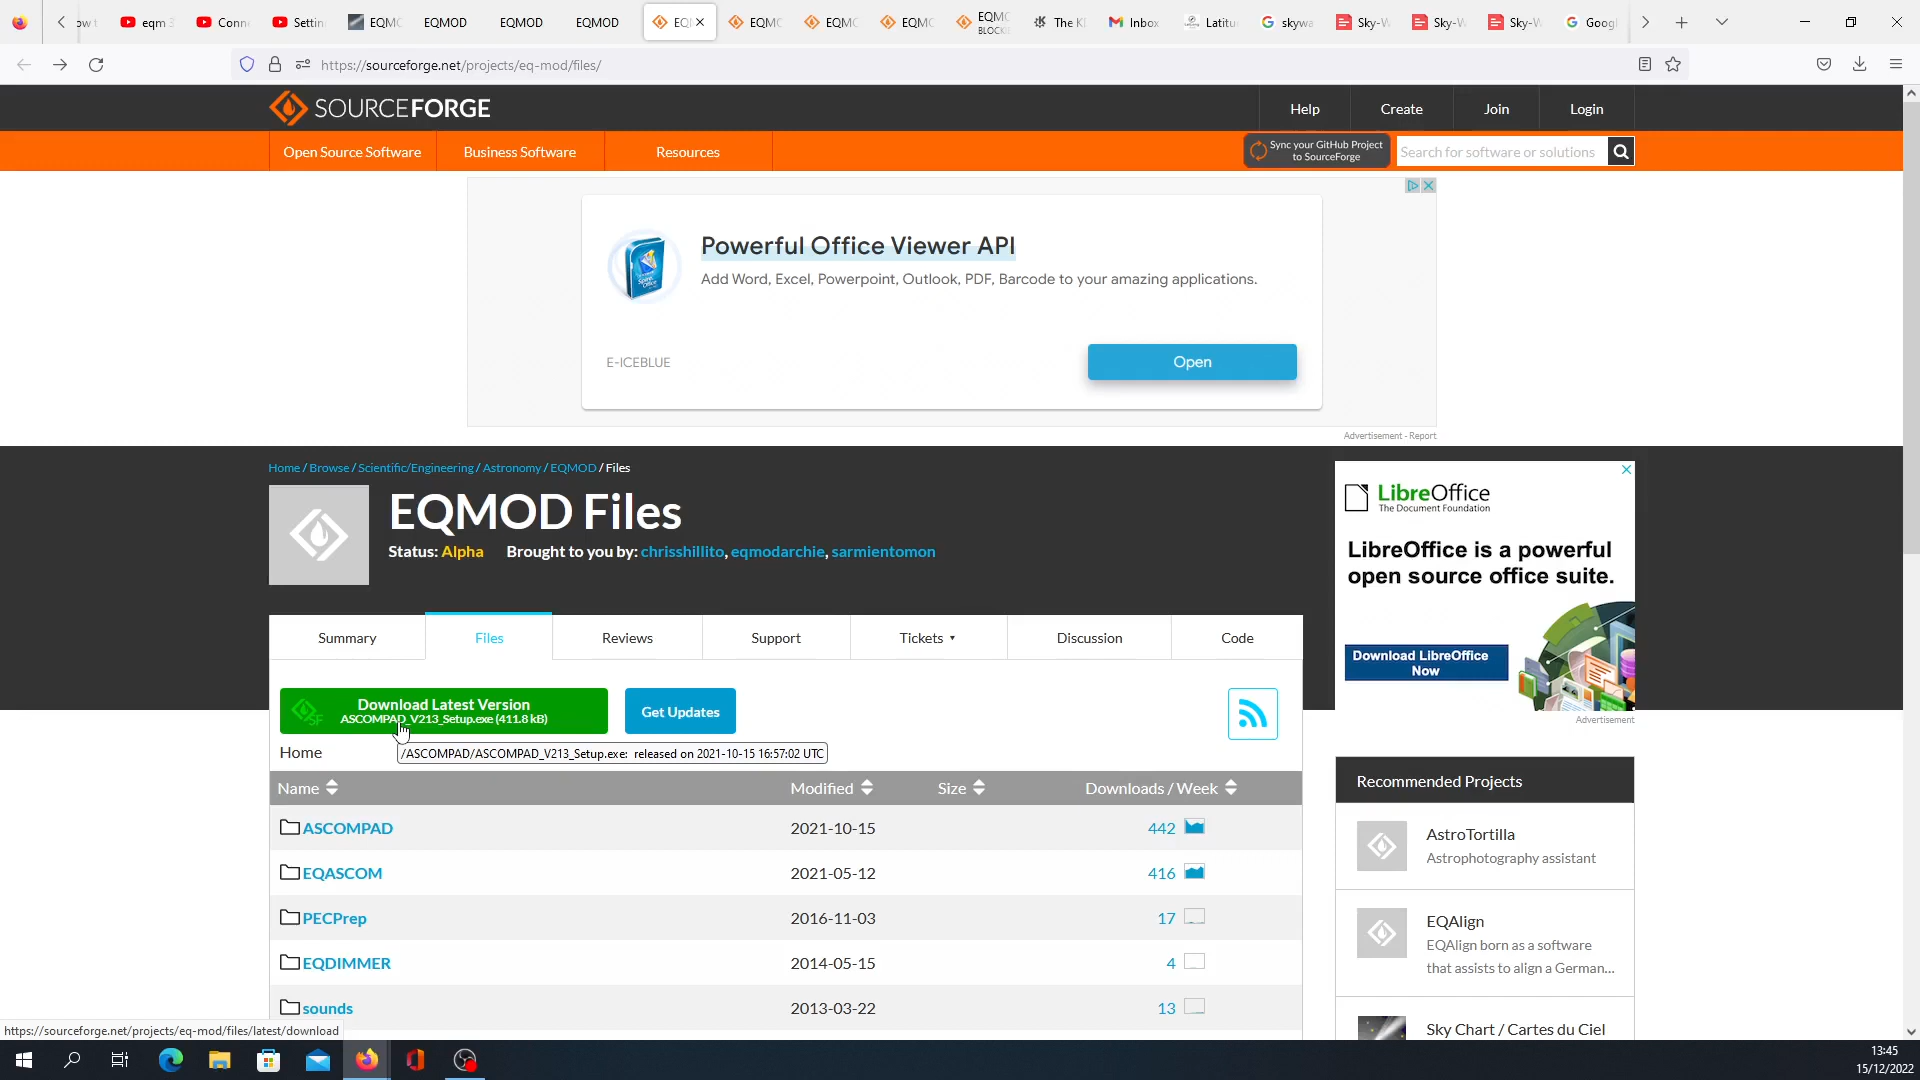 eqm
Conn
Settin
EQMO
EQMOD
EQMOD
EQMOD
EQ
EQMO
EQMO
EQMO
EQMO
BLOCKI
The K
Inbox
Latitu
skywa
Sky-W
Sky-W
Sky-W
Goog
https://sourceforge.net/projects/eq-mod/files/
SOURCEFORGE
Help
Create
Join
Login
Open Source Software
Business Software
Resources
Sync your GitHub Project
to SourceForge
Search for software or solutions
Powerful Office Viewer API
Add Word, Excel, Powerpoint, Outlook, PDF, Barcode to your amazing applications.
E-ICEBLUE
Open
Advertisement - Report
Home / Browse / Scientific/Engineering / Astronomy / EQMOD / Files
EQMOD Files
Status: Alpha Brought to you by: chrisshillito, eqmodarchie, sarmientomon
LibreOffice
The Document Foundation
LibreOffice is a powerful
open source office suite.
Download LibreOffice
Now
Advertisement
Summary
Files
Reviews
Support
Tickets
Discussion
Code
Download Latest Version
ASCOMPAD_V213_Setup.exe (411.8 kB)
Get Updates
Home
/ASCOMPAD/ASCOMPAD_V213_Setup.exe: released on 2021-10-15 16:57:02 UTC
Name Modified Size Downloads / Week
ASCOMPAD 2021-10-15 442
EQASCOM 2021-05-12 416
PECPrep 2016-11-03 17
EQDIMMER 2014-05-15 4
sounds 2013-03-22 13
Recommended Projects
AstroTortilla
Astrophotography assistant
EQAlign
EQAlign born as a software
that assists to align a German...
Sky Chart / Cartes du Ciel
https://sourceforge.net/projects/eq-mod/files/latest/download
13:45
15/12/2022